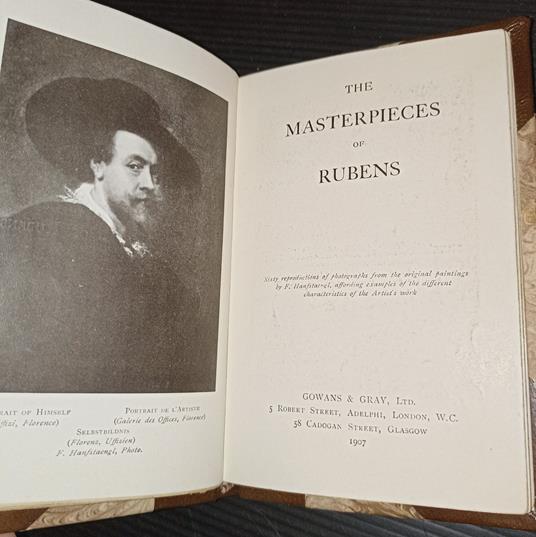 OF HIMSELF
Florence)
PORTRAIT DE L'ARTISTE
(Galerie des Offices, Florence)
SELBSTBILDNIS
(Florenz, Uffizien)
F. Hanfstaengl, Photo.
THE
MASTERPIECES
OF
RUBENS
Sixty reproductions of photographs from the original paintings
by F. Hanfstaengl, affording examples of the different
characteristics of the Artist's work
GOWANS & GRAY, LTD.
5 ROBERT STREET, ADELPHI, LONDON, W.C.
58 CADOGAN STREET, GLASGOW
1907